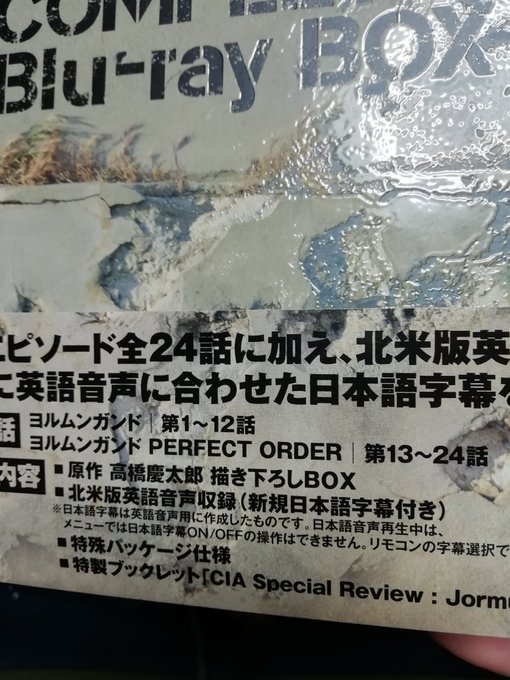 COMPLE
Blu-ray BOX
エピソード全24話に加え、北米版英
に英語音声に合わせた日本語字幕を
話
ヨルムンガンド｜第1～12話
ヨルムンガンド PERFECT ORDER｜第13～24話
内容
■原作 高橋慶太郎 描き下ろしBOX
■北米版英語音声収録（新規日本語字幕付き）
※日本語字幕は英語音声用に作成したものです。日本語音声再生中は、
メニューでは日本語字幕ON/OFFの操作はできません。リモコンの字幕選択で
■特殊パッケージ仕様
■特製ブックレット「CIA Special Review : Jormu